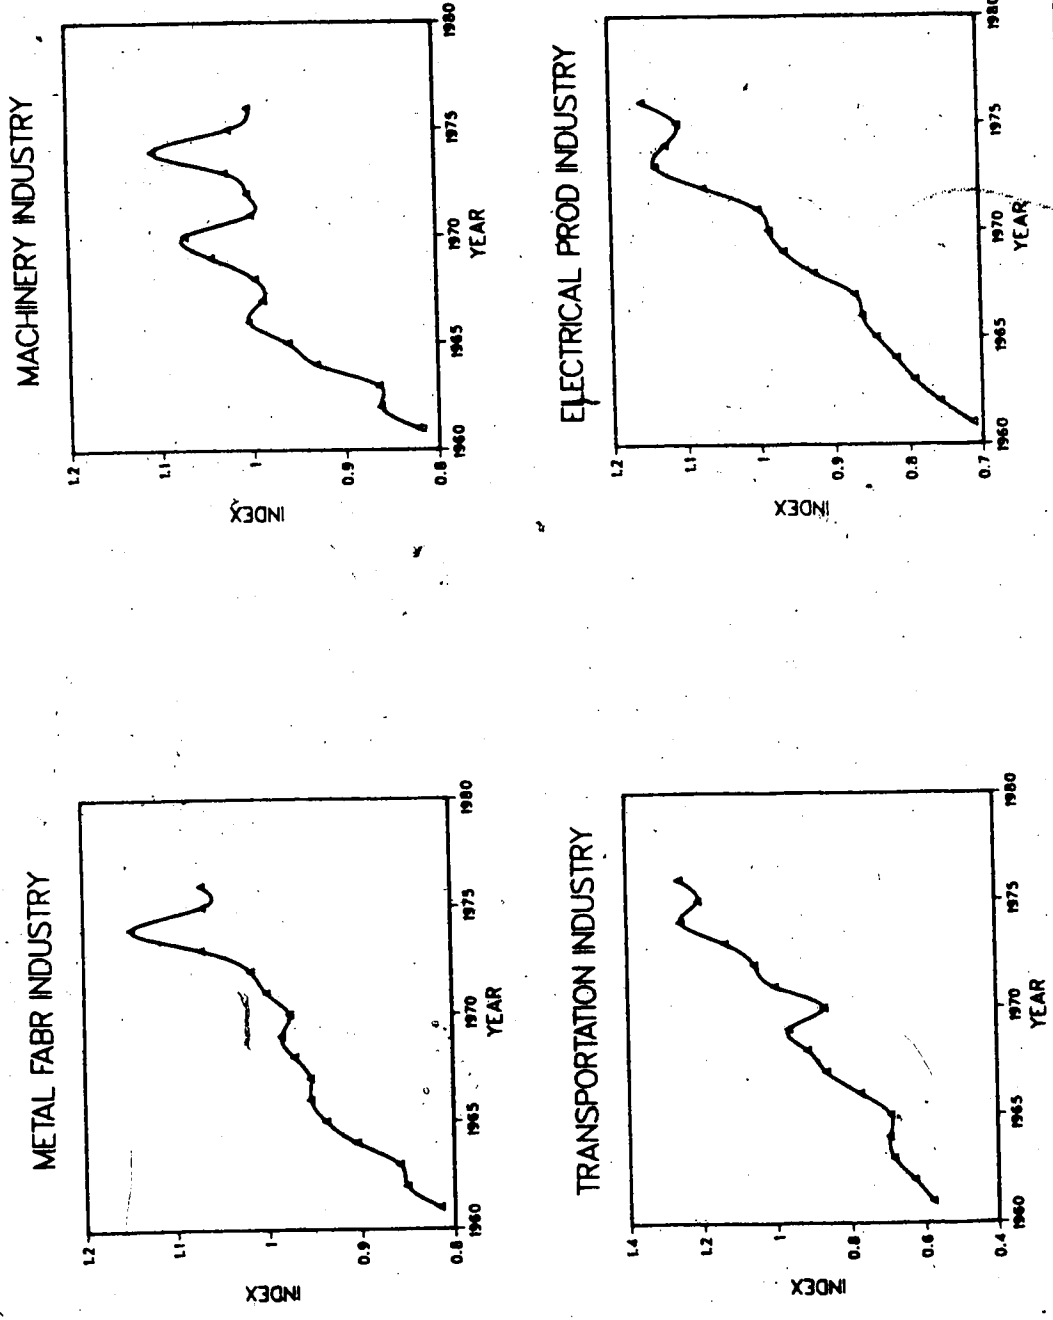 METAL FABR INDUSTRY
INDEX
1.2
1.1
1
0.9
0.8
1960 1965 1970 1975 1980
YEAR
MACHINERY INDUSTRY
INDEX
1.2
1.1
1
0.9
0.8
1960 1965 1970 1975 1980
YEAR
TRANSPORTATION INDUSTRY
INDEX
1.4
1.2
1
0.8
0.6
0.4
1960 1965 1970 1975 1980
YEAR
ELECTRICAL PROD INDUSTRY
INDEX
1.2
1.1
1
0.9
0.8
0.7
1960 1965 1970 1975 1980
YEAR